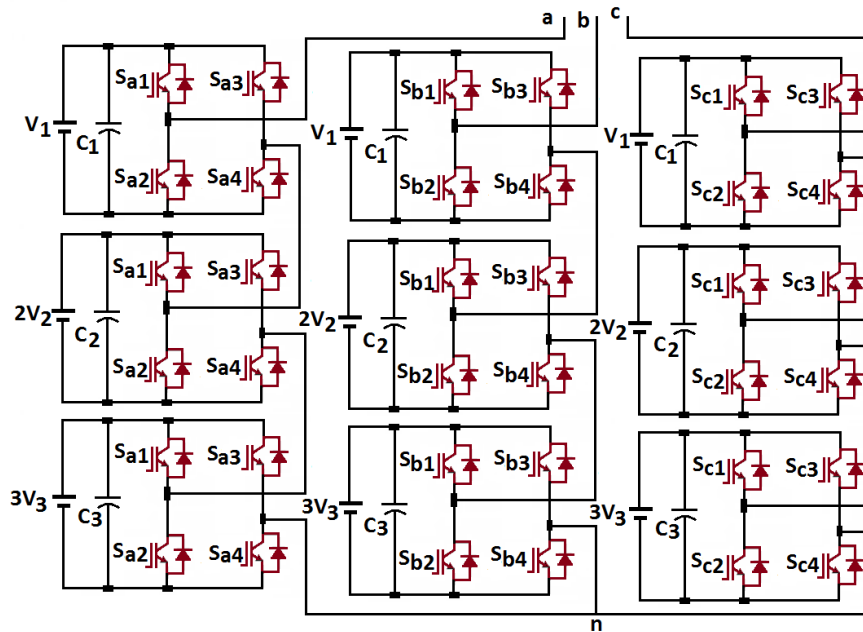 a b c
Sa1 Sa3 Sb1 Sb3 Sc1 Sc3
V1 C1 V1 C1 V1 C1
Sa2 Sa4 Sb2 Sb4 Sc2 Sc4
Sa1 Sa3 Sb1 Sb3 Sc1 Sc3
2V2 C2 2V2 C2 2V2 C2
Sa2 Sa4 Sb2 Sb4 Sc2 Sc4
Sa1 Sa3 Sb1 Sb3 Sc1 Sc3
3V3 C3 3V3 C3 3V3 C3
Sa2 Sa4 Sb2 Sb4 Sc2 Sc4
n